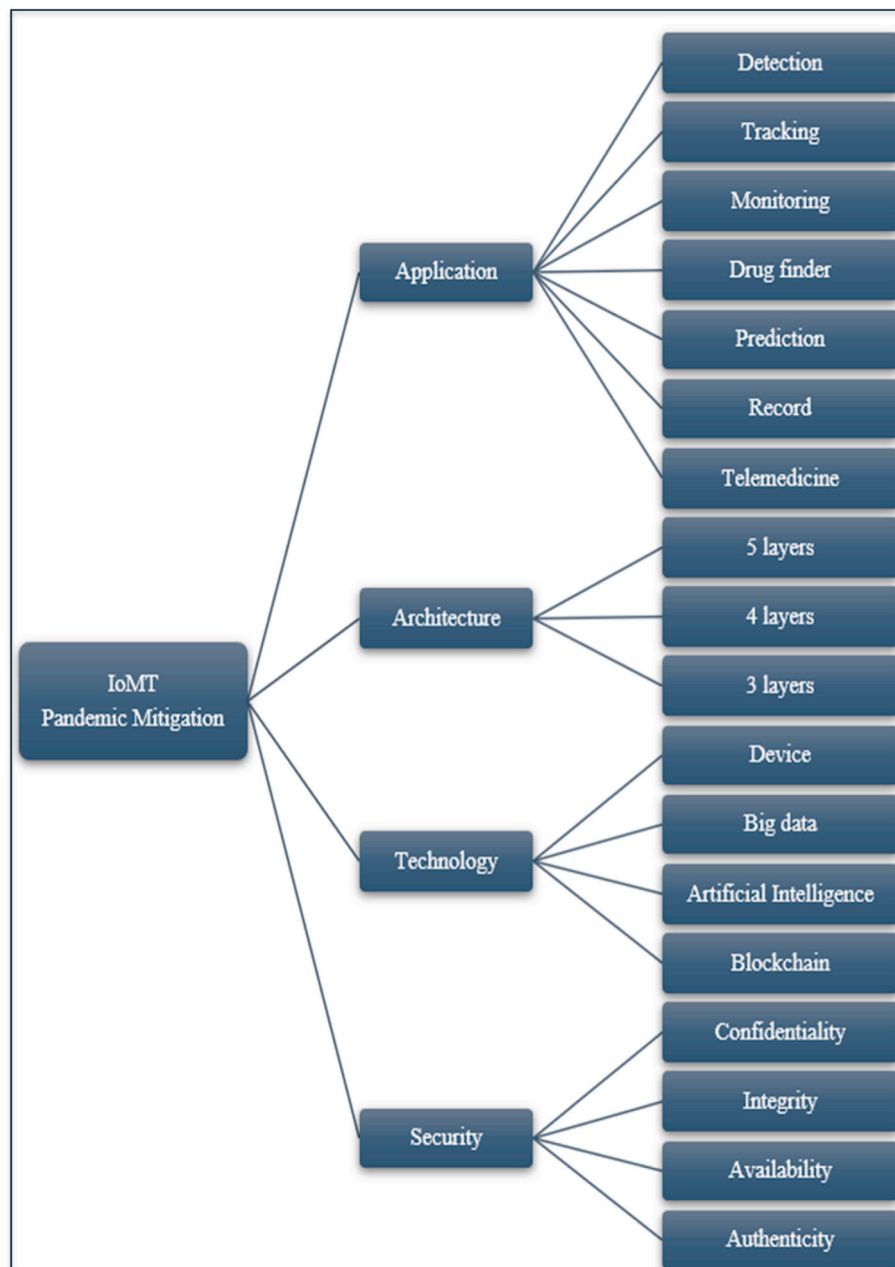 IoMT
Pandemic Mitigation
Application
Detection
Tracking
Monitoring
Drug finder
Prediction
Record
Telemedicine
Architecture
5 layers
4 layers
3 layers
Technology
Device
Big data
Artificial Intelligence
Blockchain
Security
Confidentiality
Integrity
Availability
Authenticity